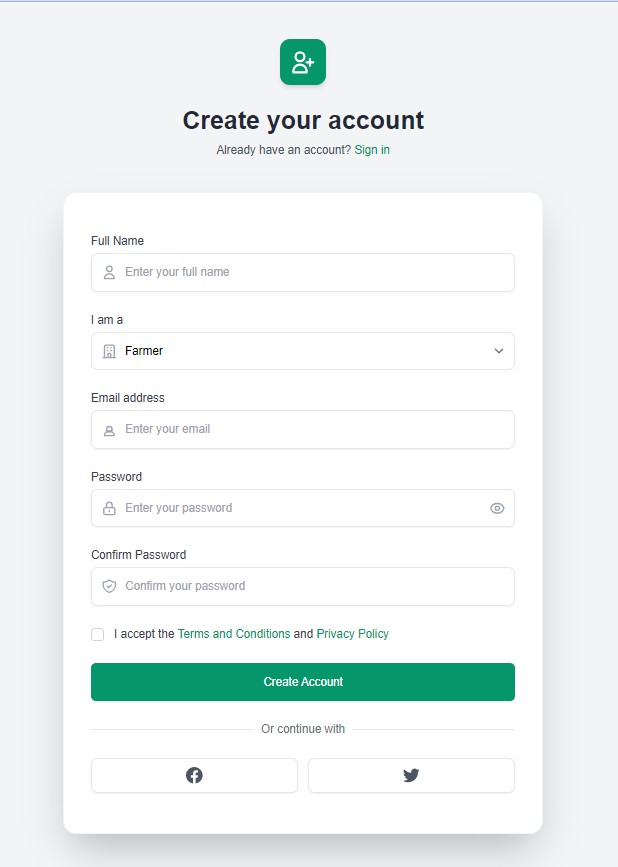 Create your account
Already have an account? Sign in
Full Name
Enter your full name
I am a
Farmer
Email address
Enter your email
Password
Enter your password
Confirm Password
Confirm your password
I accept the Terms and Conditions and Privacy Policy
Create Account
Or continue with